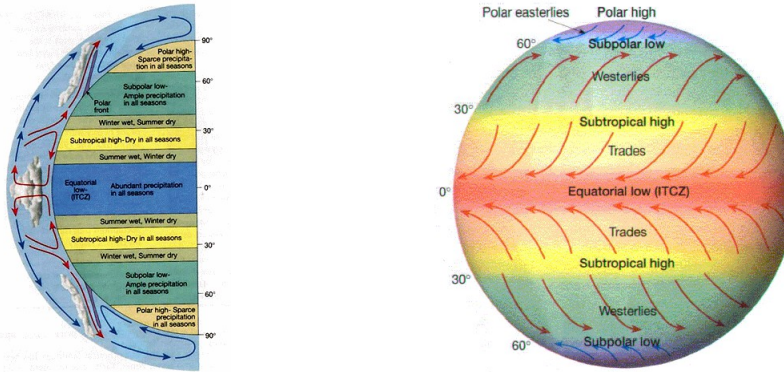 90°
Polar high-
Sparce precipita-
tion in all seasons
60°
Subpolar low-
Ample precipitation
in all seasons
Polar
front
Winter wet, Summer dry
30°
Subtropical high-Dry in all seasons
Summer wet, Winter dry
Equatorial
low-
(ITCZ)
Abundant precipitation
in all seasons
0°
Summer wet, Winter dry
Subtropical high-Dry in all seasons
30°
Winter wet, Summer dry
Subpolar low-
Ample precipitation
in all seasons
60°
Polar high- Sparce
precipitation
in all seasons
90°
Polar easterlies
Polar high
60°
Subpolar low
Westerlies
30°
Subtropical high
Trades
0°
Equatorial low (ITCZ)
Trades
Subtropical high
30°
Westerlies
60°
Subpolar low